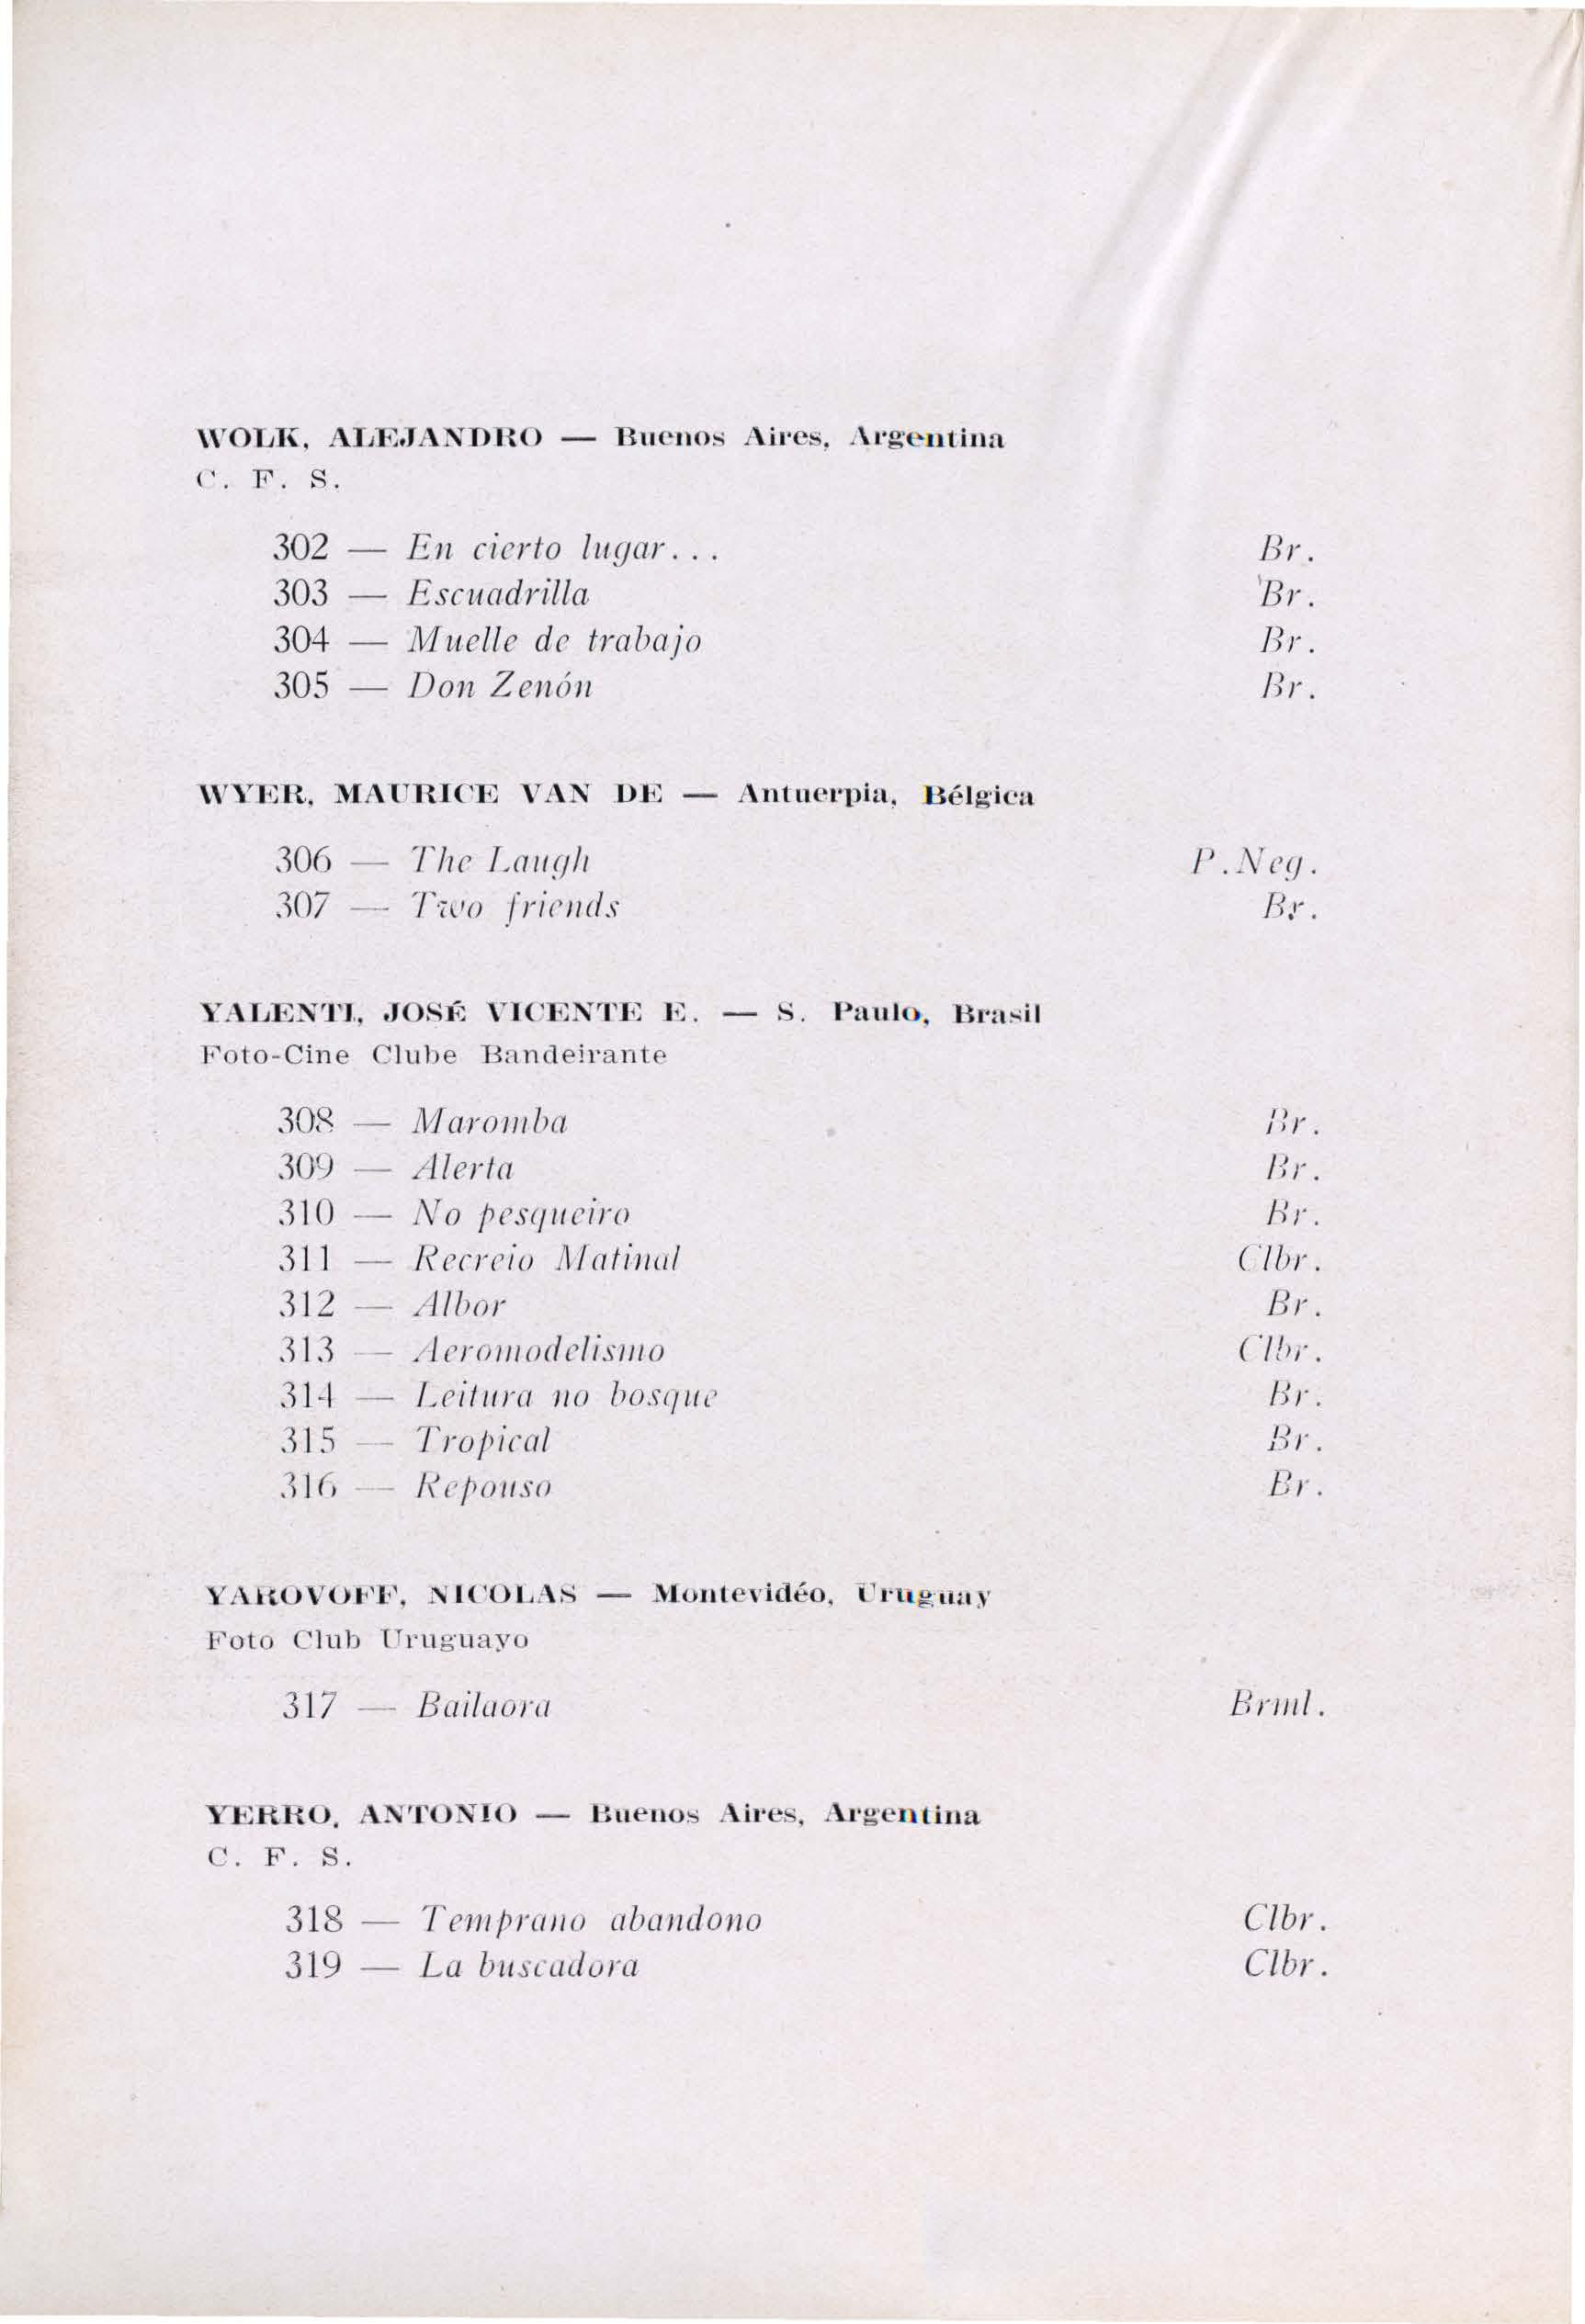 WOLK, ALEJANDRO — Buenos Aires, Argentina
C. F. S.
302 — En cierto lugar... Br.
303 — Escuadrilla Br.
304 — Muelle de trabajo Br.
305 — Don Zenón Br.
WYER, MAURICE VAN DE — Antuerpia, Bélgica
306 — The Laugh P.Neg.
307 — Two friends Br.
YALENTI, JOSÉ VICENTE E. — S. Paulo, Brasil
Foto-Cine Clube Bandeirante
308 — Maromba Br.
309 — Alerta Br.
310 — No pesqueiro Br.
311 — Recreio Matinal Clbr.
312 — Albor Br.
313 — Aeromodelismo Clbr.
314 — Leitura no bosque Br.
315 — Tropical Br.
316 — Repouso Br.
YAROVOFF, NICOLAS — Montevidéo, Uruguay
Foto Club Uruguayo
317 — Bailaora Brml.
YERRO, ANTONIO — Buenos Aires, Argentina
C. F. S.
318 — Temprano abandono Clbr.
319 — La buscadora Clbr.